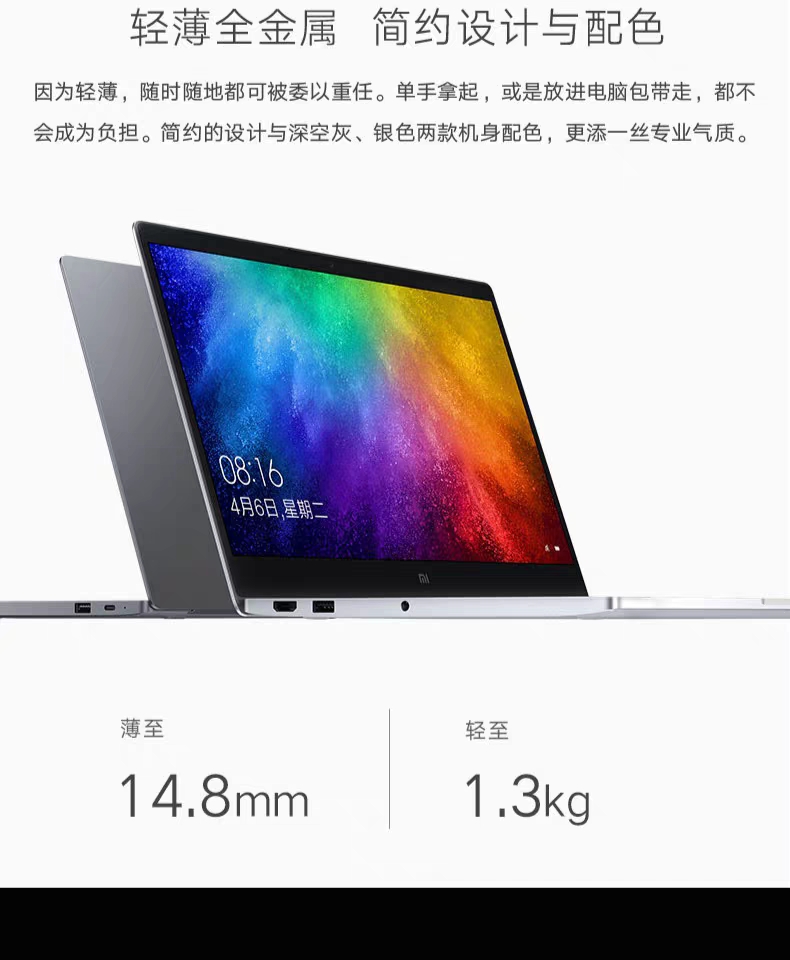 轻薄全金属 简约设计与配色
因为轻薄，随时随地都可被委以重任。单手拿起，或是放进电脑包带走，都不
会成为负担。简约的设计与深空灰、银色两款机身配色，更添一丝专业气质。
08:16
4月6日,星期二
MI
薄至
14.8mm
轻至
1.3kg